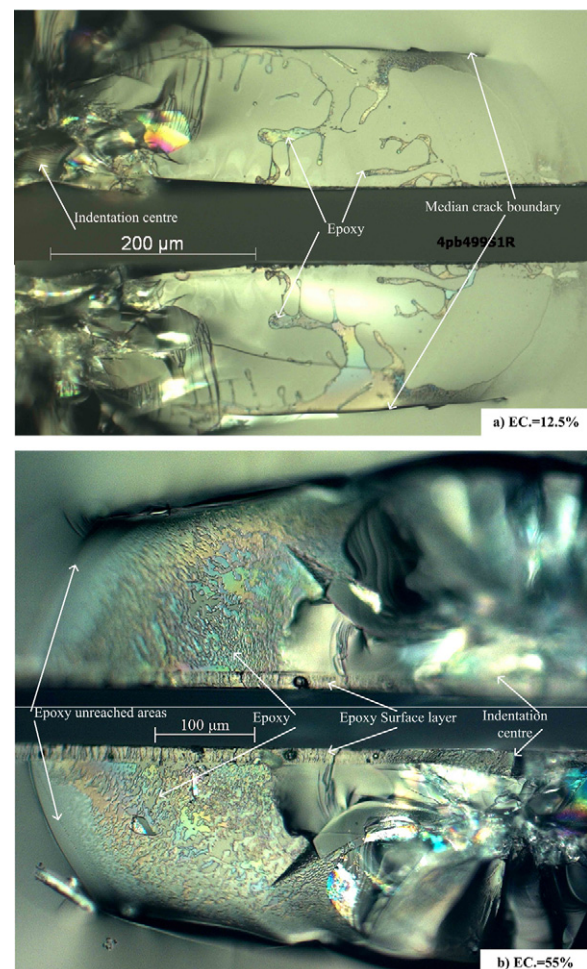 Indentation centre
Median crack boundary
Epoxy
200 µm
4pb49951R
a) EC.=12.5%
Epoxy unreached areas
Epoxy
Epoxy Surface layer
Indentation
centre
100 µm
b) EC.=55%